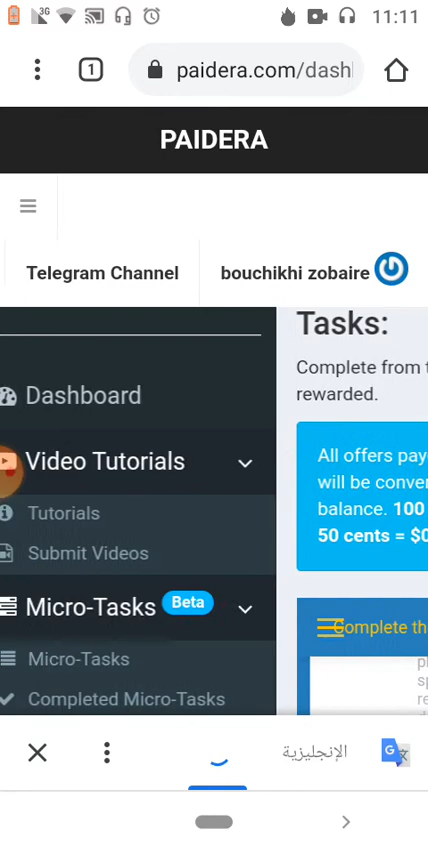 3G 11:11
1 paidera.com/dash
PAIDERA
Telegram Channel bouchikhi zobaire
Tasks:
Complete from t
rewarded.
Dashboard
All offers pay
will be conver
balance. 100
50 cents = $0
Video Tutorials
Tutorials
Submit Videos
Micro-Tasks Beta
Complete th
Micro-Tasks
Completed Micro-Tasks
الإنجليزية G